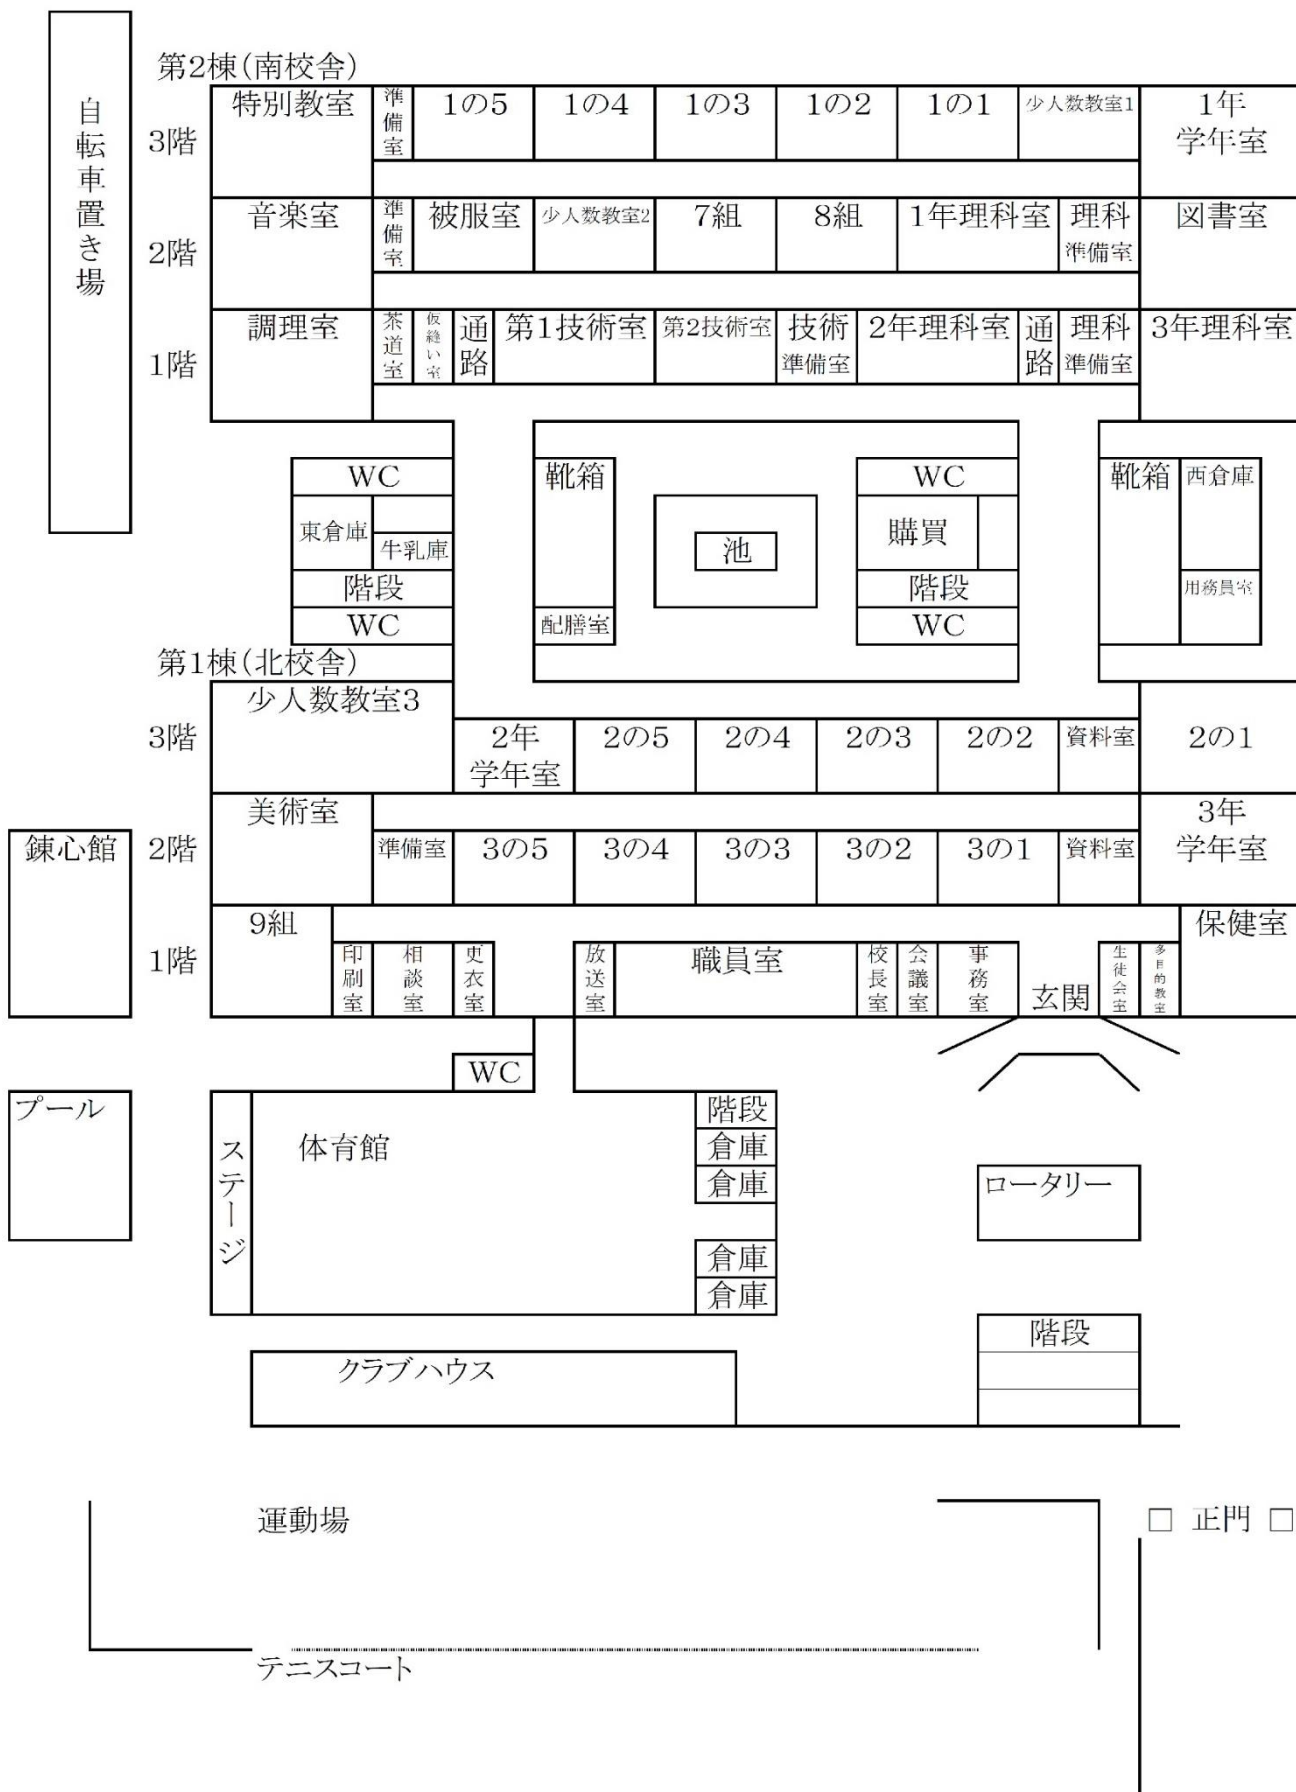 自転車置き場
第2棟(南校舎)
3階
特別教室
準備室
1の5
1の4
1の3
1の2
1の1
少人数教室1
1年
学年室
2階
音楽室
準備室
被服室
少人数教室2
7組
8組
1年理科室
理科
準備室
図書室
1階
調理室
茶道室
仮縫い室
通路
第1技術室
第2技術室
技術
準備室
2年理科室
通路
理科
準備室
3年理科室
WC
東倉庫
牛乳庫
階段
WC
靴箱
配膳室
池
WC
購買
階段
WC
靴箱
西倉庫
用務員室
第1棟(北校舎)
3階
少人数教室3
2年
学年室
2の5
2の4
2の3
2の2
資料室
2の1
2階
美術室
準備室
3の5
3の4
3の3
3の2
3の1
資料室
3年
学年室
錬心館
1階
9組
印刷室
相談室
更衣室
放送室
職員室
校長室
会議室
事務室
玄関
生徒会室
多目的教室
保健室
WC
プール
ステージ
体育館
階段
倉庫
倉庫
倉庫
倉庫
ロータリー
階段
クラブハウス
運動場
□ 正門 □
テニスコート